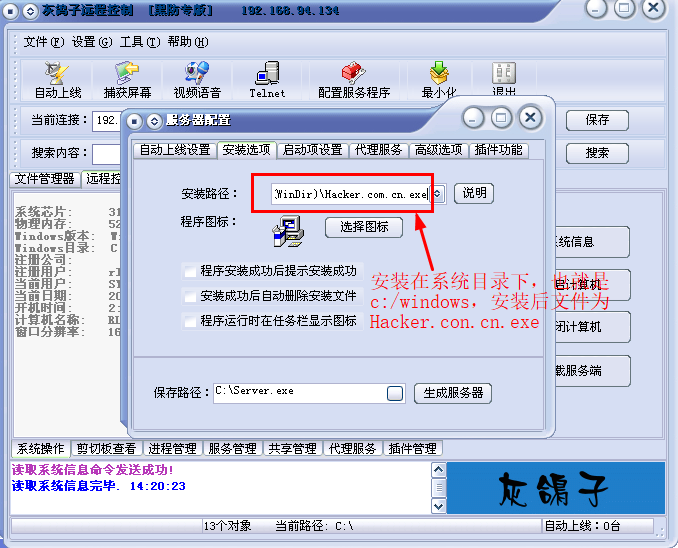 灰鸽子远程控制 [黑防专版] 192.168.94.134
文件(F) 设置(G) 工具(T) 帮助(H)
自动上线 捕获屏幕 视频语音 Telnet 配置服务程序 最小化 退出
当前连接: 192. 保存
搜索内容: 搜索
服务器配置
自动上线设置 安装选项 启动项设置 代理服务 高级选项 插件功能
文件管理器 远程控
安装路径: WinDir)\Hacker.com.cn.exe 说明
程序图标: 选择图标
程序安装成功后提示安装成功
安装成功后自动删除安装文件
程序运行时在任务栏显示图标
保存路径: C:\Server.exe 生成服务器
安装在系统目录下，也就是
c:/windows，安装后文件为
Hacker.con.cn.exe
系统芯片: 31
物理内存: 52
Windows版本: W
Windows目录: C
注册公司:
注册用户: r
当前用户: SY
当前日期: 20
开机时间: 2:
计算机名称: RL
窗口分辨率: 16
统信息
启计算机
闭计算机
载服务端
系统操作 剪切板查看 进程管理 服务管理 共享管理 代理服务 插件管理
读取系统信息命令发送成功!
读取系统信息完毕. 14:20:23
灰鸽子
13个对象 当前路径: C:\ 自动上线: 0台